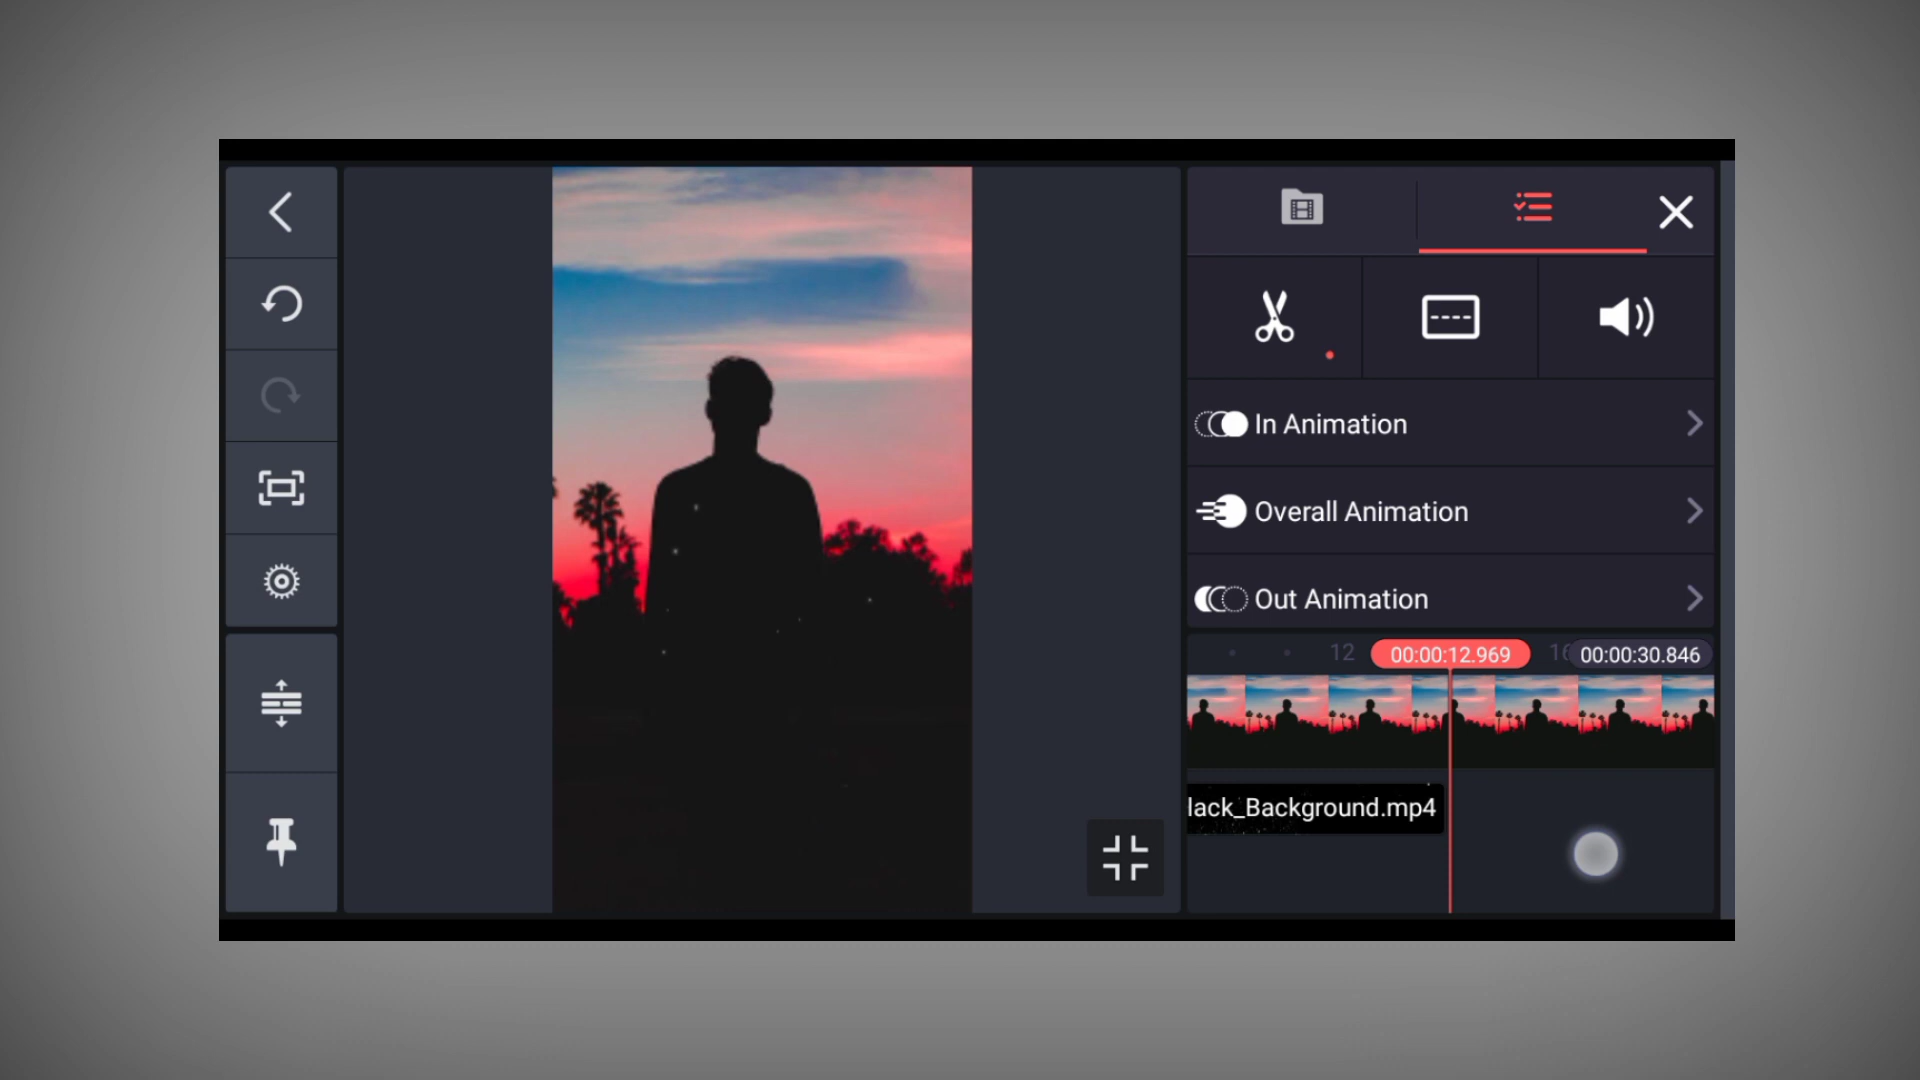 In Animation
Overall Animation
Out Animation
12 00:00:12.969 16 00:00:30.846
lack_Background.mp4